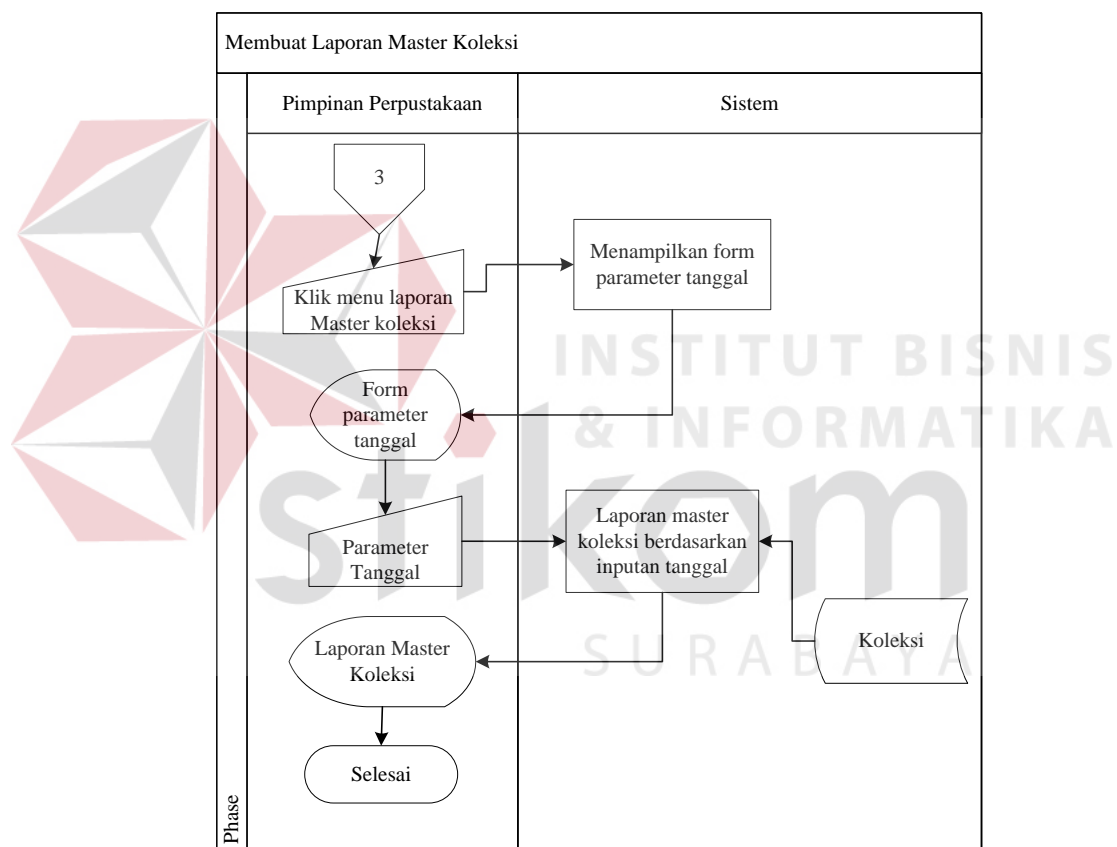 Membuat Laporan Master Koleksi
Pimpinan Perpustakaan
Sistem
3
Klik menu laporan
Master koleksi
Menampilkan form
parameter tanggal
Form
parameter
tanggal
Parameter
Tanggal
Laporan master
koleksi berdasarkan
inputan tanggal
Koleksi
Laporan Master
Koleksi
Selesai
Phase
INSTITUT BISNIS
& INFORMATIKA
stikom
SURABAYA